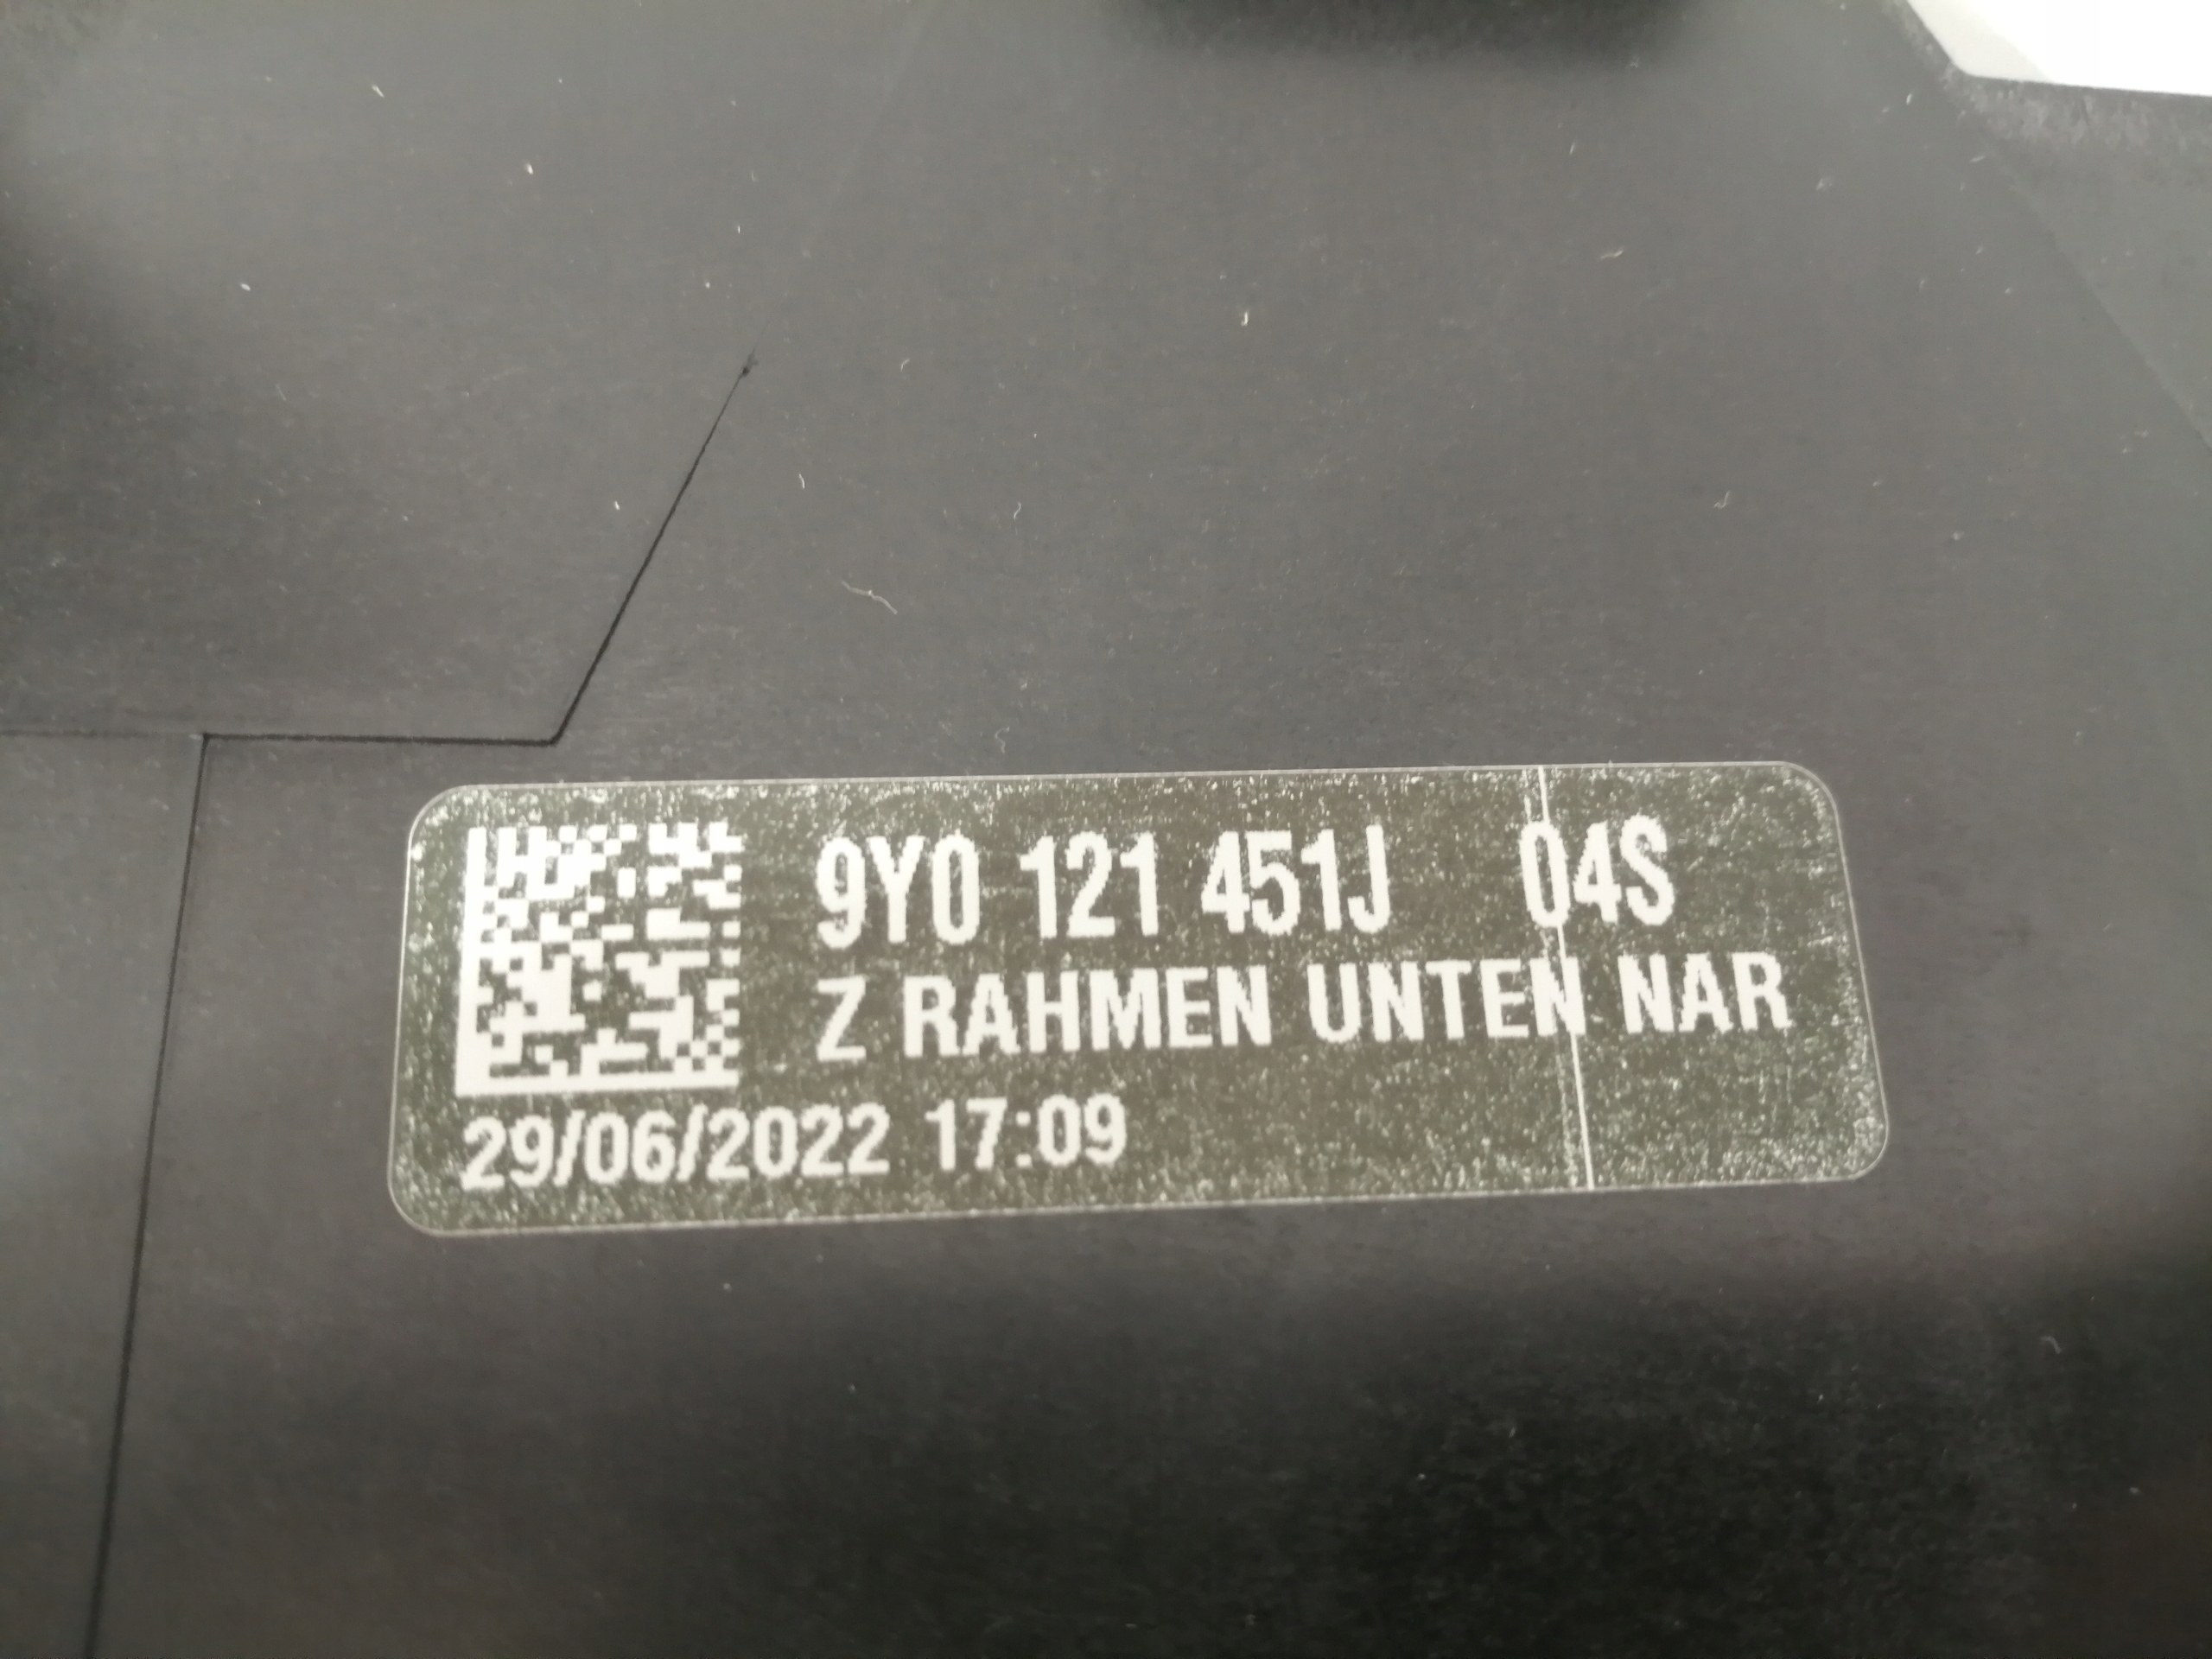 9Y0 121 451J 04S
Z RAHMEN UNTEN NAR
29/06/2022 17:09